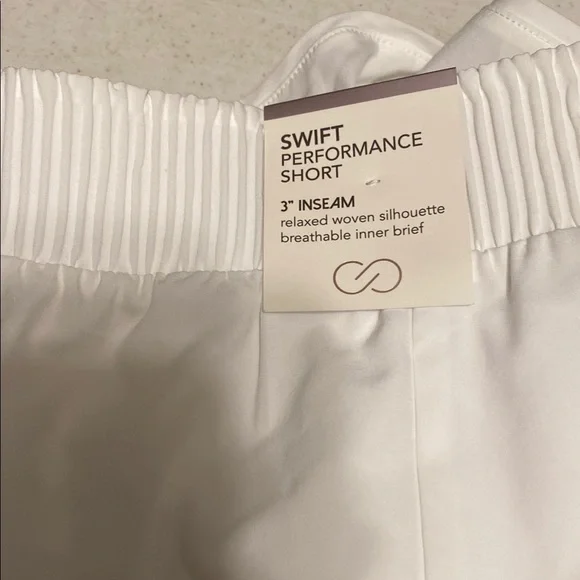 SWIFT
PERFORMANCE
SHORT
3" INSEAM
relaxed woven silhouette
breathable inner brief